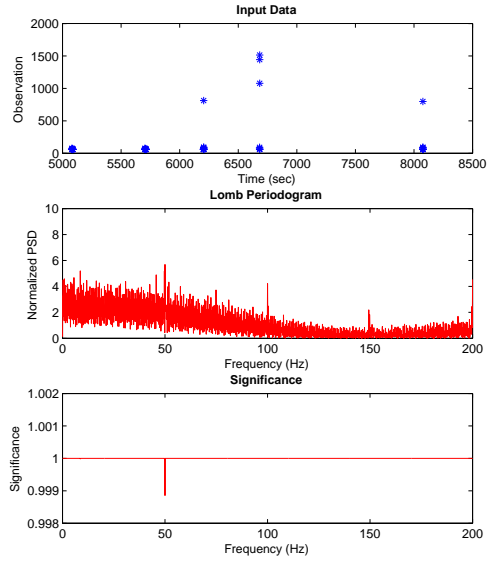 Input Data
2000
1500
1000
500
0
Observation
5000 5500 6000 6500 7000 7500 8000 8500
Time (sec)
Lomb Periodogram
10
8
6
4
2
0
Normalized PSD
0 50 100 150 200
Frequency (Hz)
Significance
1.002
1.001
1
0.999
0.998
Significance
0 50 100 150 200
Frequency (Hz)